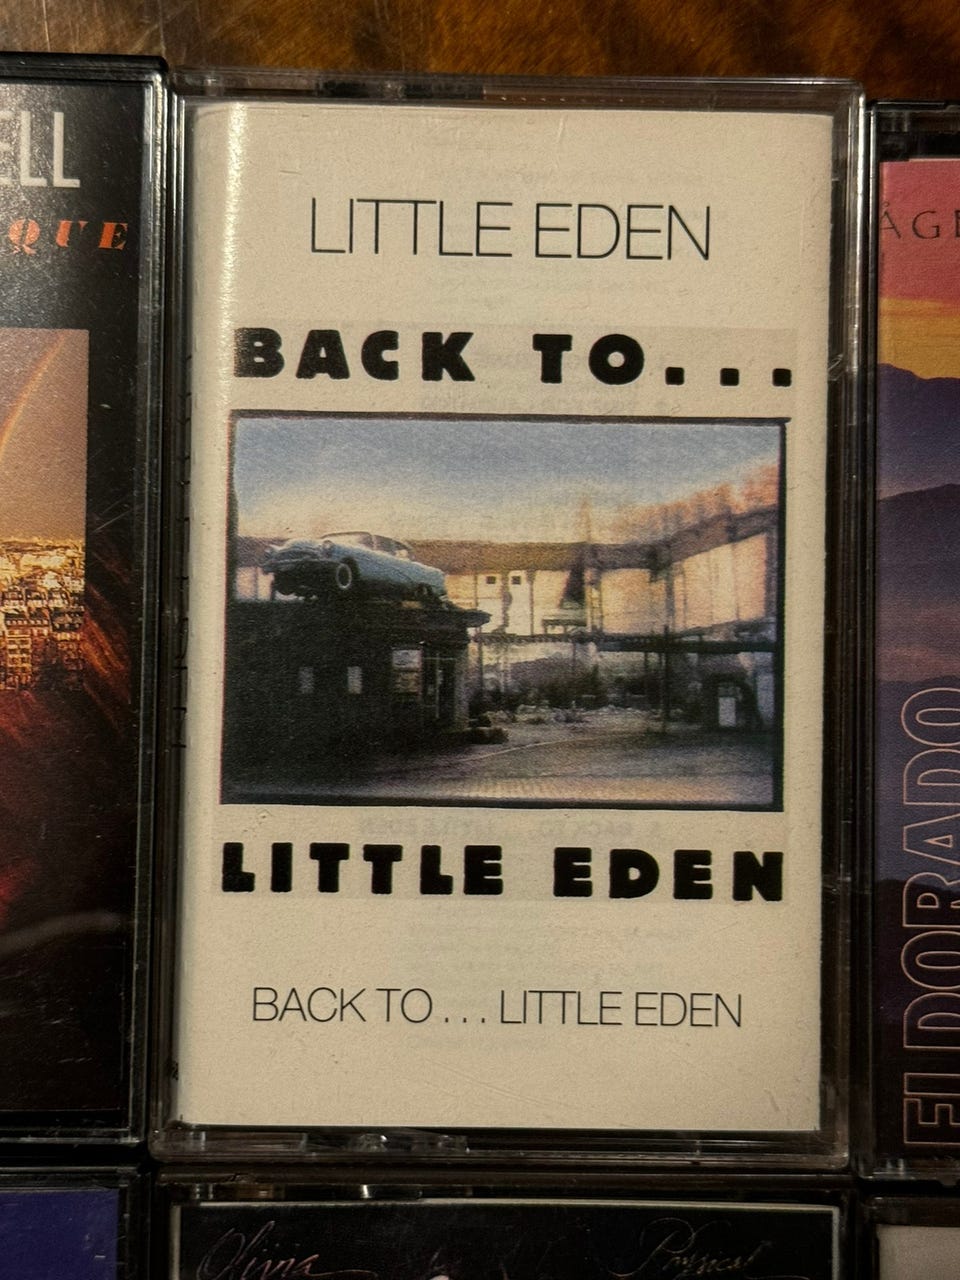 ELL
QUE
LITTLE EDEN
BACK TO...
LITTLE EDEN
BACK TO... LITTLE EDEN
ÅGE
ELDORADO
Olivia
Physical